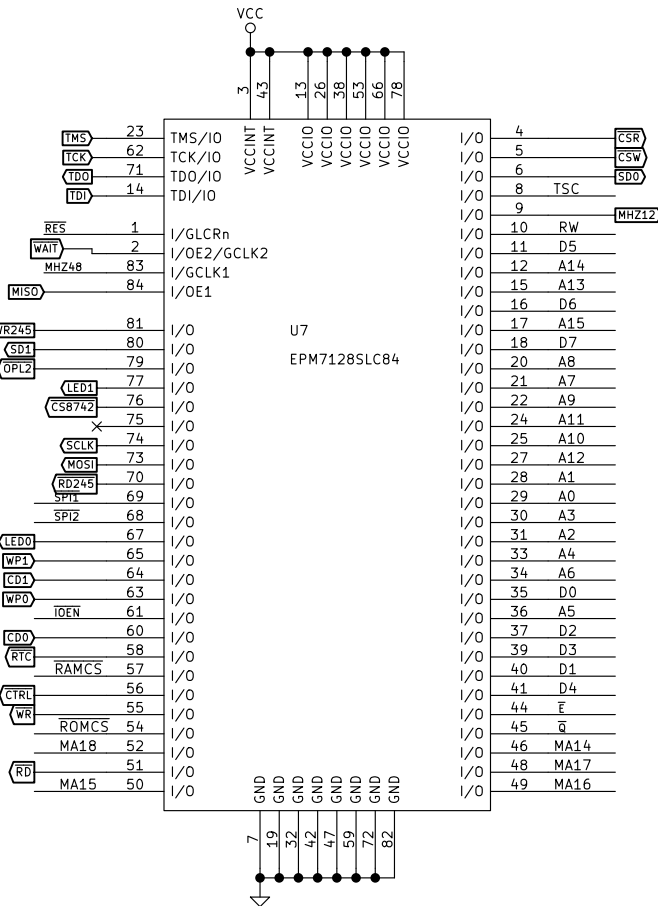 VCC
3 43 13 26 38 53 66 78
VCCINT VCCINT VCCIO VCCIO VCCIO VCCIO VCCIO VCCIO
TMS 23 TMS/IO I/O 4 CSR
TCK 62 TCK/IO I/O 5 CSW
TDO 71 TDO/IO I/O 6 SD0
TDI 14 TDI/IO I/O 8 TSC
I/O 9 MHZ12
RES 1 I/GLCRn I/O 10 RW
WAIT 2 I/OE2/GCLK2 I/O 11 D5
MHZ48 83 I/GCLK1 I/O 12 A14
MISO 84 I/OE1 I/O 15 A13
I/O 16 D6
WR245 81 I/O U7 I/O 17 A15
SD1 80 I/O I/O 18 D7
OPL2 79 I/O EPM7128SLC84 I/O 20 A8
LED1 77 I/O I/O 21 A7
CS8742 76 I/O I/O 22 A9
75 I/O I/O 24 A11
SCLK 74 I/O I/O 25 A10
MOSI 73 I/O I/O 27 A12
RD245 70 I/O I/O 28 A1
SPI1 69 I/O I/O 29 A0
SPI2 68 I/O I/O 30 A3
LED0 67 I/O I/O 31 A2
WP1 65 I/O I/O 33 A4
CD1 64 I/O I/O 34 A6
WP0 63 I/O I/O 35 D0
IOEN 61 I/O I/O 36 A5
CD0 60 I/O I/O 37 D2
RTC 58 I/O I/O 39 D3
RAMCS 57 I/O I/O 40 D1
CTRL 56 I/O I/O 41 D4
WR 55 I/O I/O 44 E
ROMCS 54 I/O I/O 45 Q
MA18 52 I/O I/O 46 MA14
RD 51 I/O I/O 48 MA17
MA15 50 I/O I/O 49 MA16
GND GND GND GND GND GND GND GND
7 19 32 42 47 59 72 82